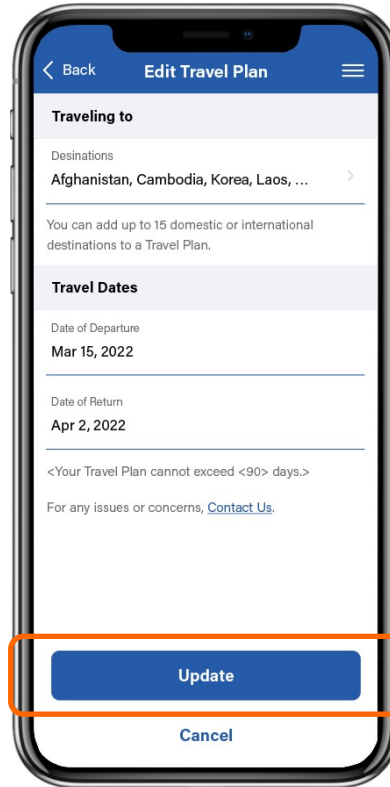 Back
Edit Travel Plan
Traveling to
Desinations
Afghanistan, Cambodia, Korea, Laos, ...
You can add up to 15 domestic or international
destinations to a Travel Plan.
Travel Dates
Date of Departure
Mar 15, 2022
Date of Return
Apr 2, 2022
<Your Travel Plan cannot exceed <90> days.>
For any issues or concerns, Contact Us.
Update
Cancel